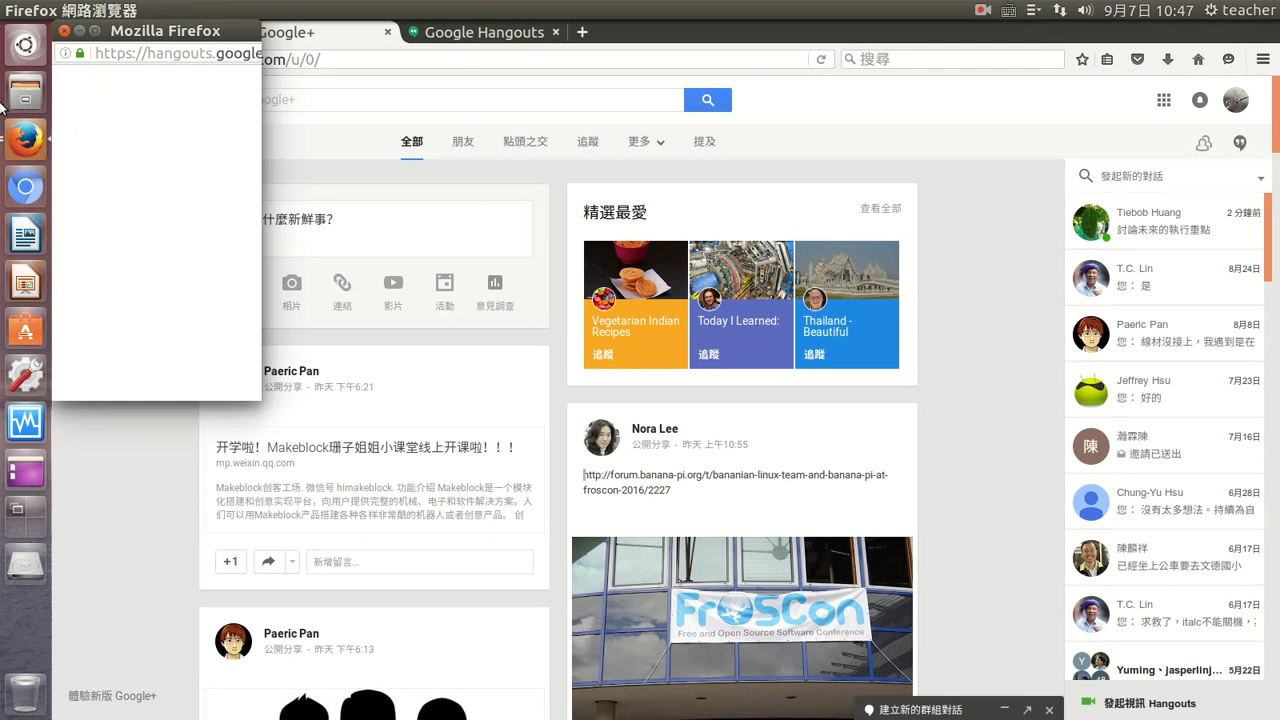 Firefox 網路瀏覽器
9月7日 10:47
teacher
Mozilla Firefox
Google+
Google Hangouts
https://hangouts.google
om/u/0/
搜尋
oogle+
全部
朋友
點頭之交
追蹤
更多
提及
什麼新鮮事?
相片
連結
影片
活動
意見調查
Paeric Pan
公開分享 - 昨天 下午6:21
开学啦！Makeblock珊子姐姐小课堂线上开课啦！！！
mp.weixin.qq.com
Makeblock创客工场. 微信号 himakeblock. 功能介绍 Makeblock是一个模块
化搭建和创意实现平台，向用户提供完整的机械、电子和软件解决方案。人
们可以用Makeblock产品搭建各种各样非常酷的机器人或者创意产品。 创
+1
新增留言...
Paeric Pan
公開分享 - 昨天 下午6:13
體驗新版 Google+
精選最愛
查看全部
Vegetarian Indian
Recipes
追蹤
Today I Learned:
追蹤
Thailand -
Beautiful
追蹤
Nora Lee
公開分享 - 昨天 上午10:55
http://forum.banana-pi.org/t/bananian-linux-team-and-banana-pi-at-
froscon-2016/2227
FrOSCon
Free and Open Source Software Conference
發起新的對話
Tiebob Huang
2 分鐘前
討論未來的執行重點
T.C. Lin
8月24日
您： 是
Paeric Pan
8月8日
您： 線材沒接上，我遇到是在
Jeffrey Hsu
7月23日
您： 好的
陳
瀚霖陳
7月16日
邀請已送出
Chung-Yu Hsu
6月28日
您： 沒有太多想法。持續為自
陳麟祥
6月17日
已經坐上公車要去文德國小
T.C. Lin
6月17日
您： 求救了，italc不能關機，
Y
Yuming、jasperlinj...
5月22日
建立新的群組對話
發起視訊 Hangouts